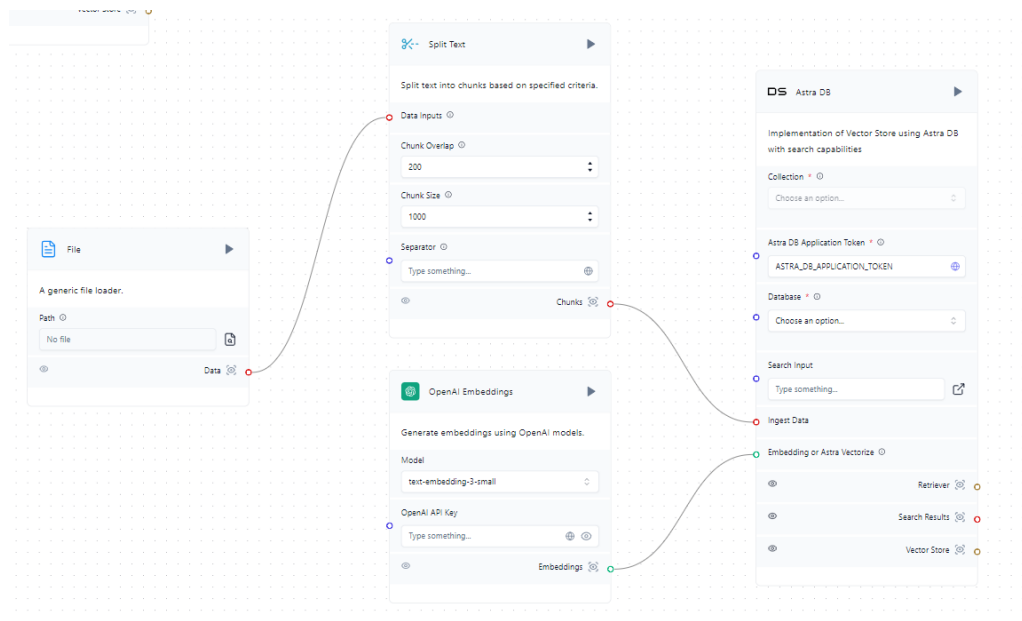 Vector Store
Split Text
Split text into chunks based on specified criteria.
Data Inputs
Chunk Overlap
200
Chunk Size
1000
Separator
Type something...
Chunks
File
A generic file loader.
Path
No file
Data
OpenAI Embeddings
Generate embeddings using OpenAI models.
Model
text-embedding-3-small
OpenAI API Key
Type something...
Embeddings
DS Astra DB
Implementation of Vector Store using Astra DB
with search capabilities
Collection *
Choose an option...
Astra DB Application Token *
ASTRA_DB_APPLICATION_TOKEN
Database *
Choose an option...
Search Input
Type something...
Ingest Data
Embedding or Astra Vectorize
Retriever
Search Results
Vector Store